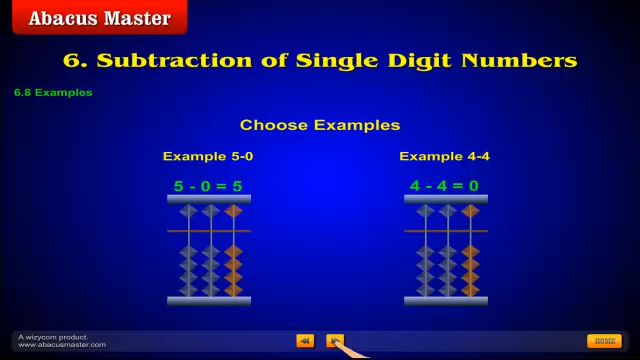 Abacus Master
6. Subtraction of Single Digit Numbers
6.8 Examples
Choose Examples
Example 5-0
Example 4-4
5 - 0 = 5
4 - 4 = 0
A wizycom product.
www.abacusmaster.com
HOME